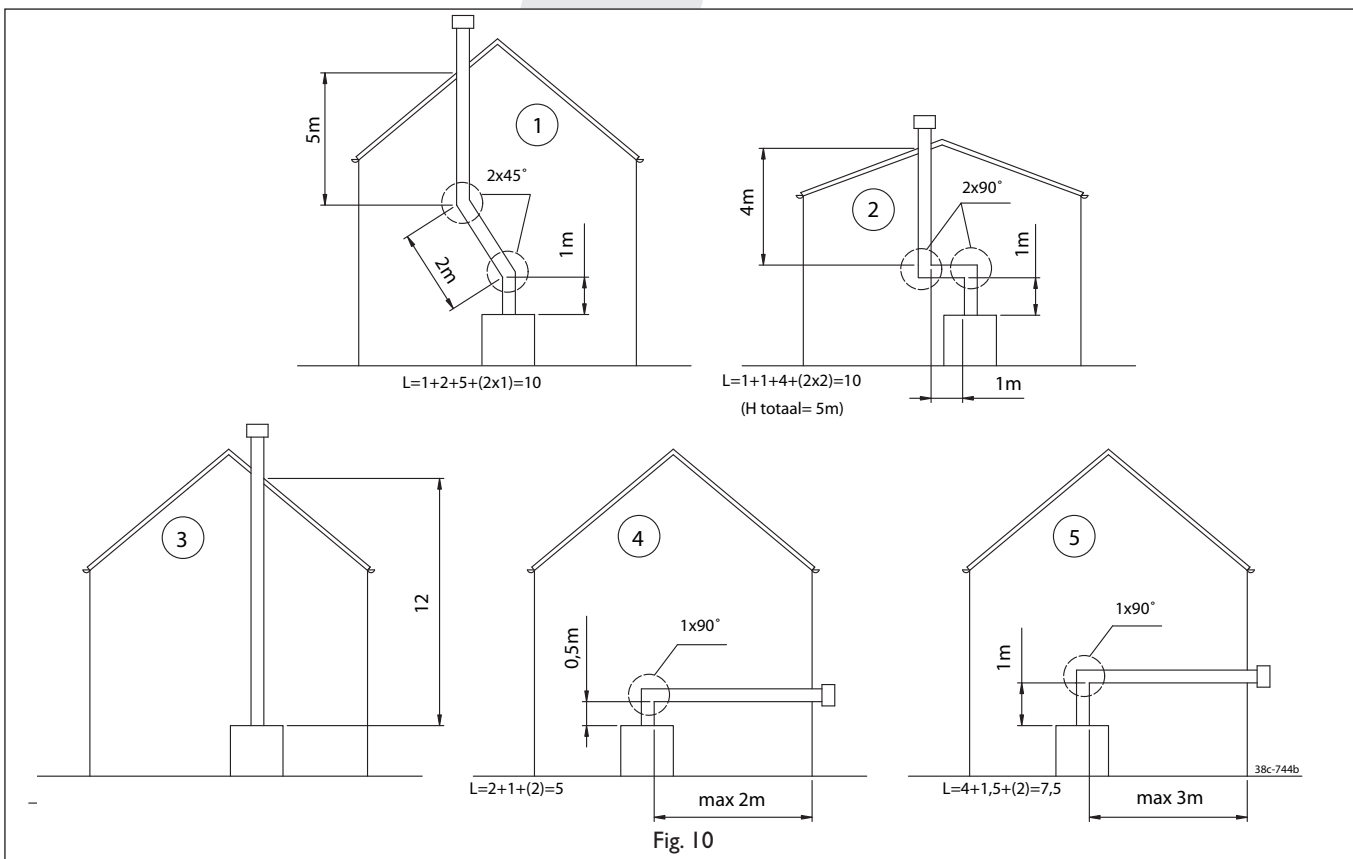 5m
1
2x45˚
2m
1m
L=1+2+5+(2x1)=10
4m
2
2x90˚
1m
L=1+1+4+(2x2)=10
1m
(H totaal= 5m)
3
12
4
1x90˚
0,5m
L=2+1+(2)=5
max 2m
5
1x90˚
1m
38c-744b
L=4+1,5+(2)=7,5
max 3m
Fig. 10